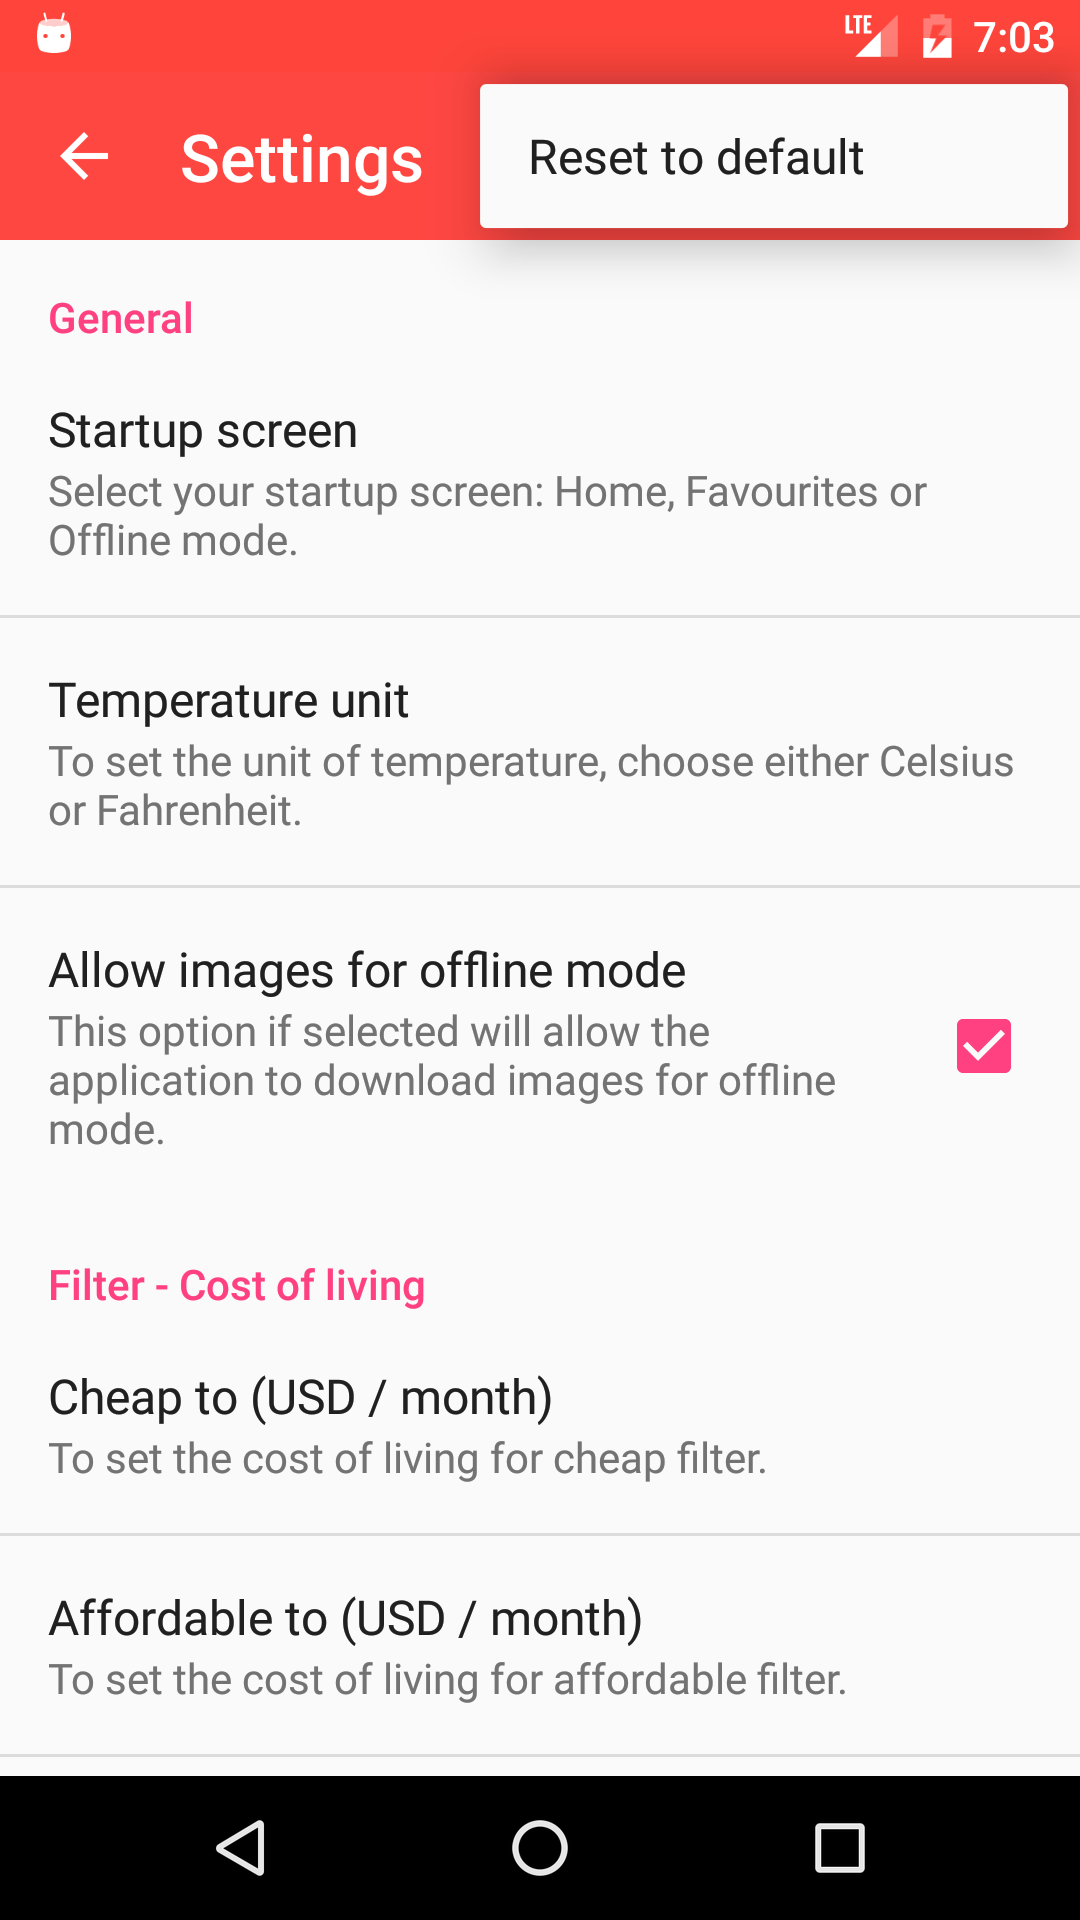 LTE 7:03
Settings
Reset to default
General
Startup screen
Select your startup screen: Home, Favourites or
Offline mode.
Temperature unit
To set the unit of temperature, choose either Celsius
or Fahrenheit.
Allow images for offline mode
This option if selected will allow the
application to download images for offline
mode.
Filter - Cost of living
Cheap to (USD / month)
To set the cost of living for cheap filter.
Affordable to (USD / month)
To set the cost of living for affordable filter.